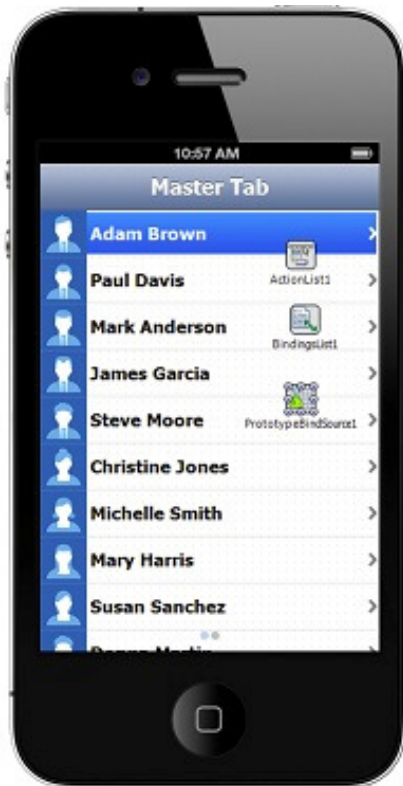 10:57 AM
Master Tab
Adam Brown
ActionList1
Paul Davis
BindingsList1
Mark Anderson
James Garcia
Steve Moore
PrototypeBindSource1
Christine Jones
Michelle Smith
Mary Harris
Susan Sanchez